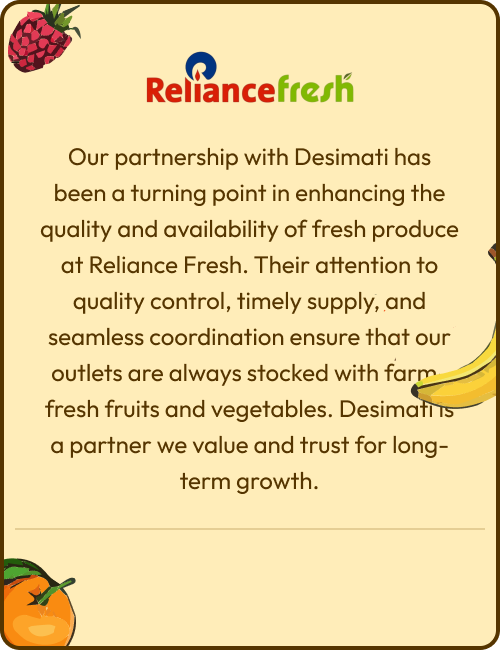 Reliancefresh
Our partnership with Desimati has
been a turning point in enhancing the
quality and availability of fresh produce
at Reliance Fresh. Their attention to
quality control, timely supply, and
seamless coordination ensure that our
outlets are always stocked with farm
fresh fruits and vegetables. Desimati is
a partner we value and trust for long-
term growth.